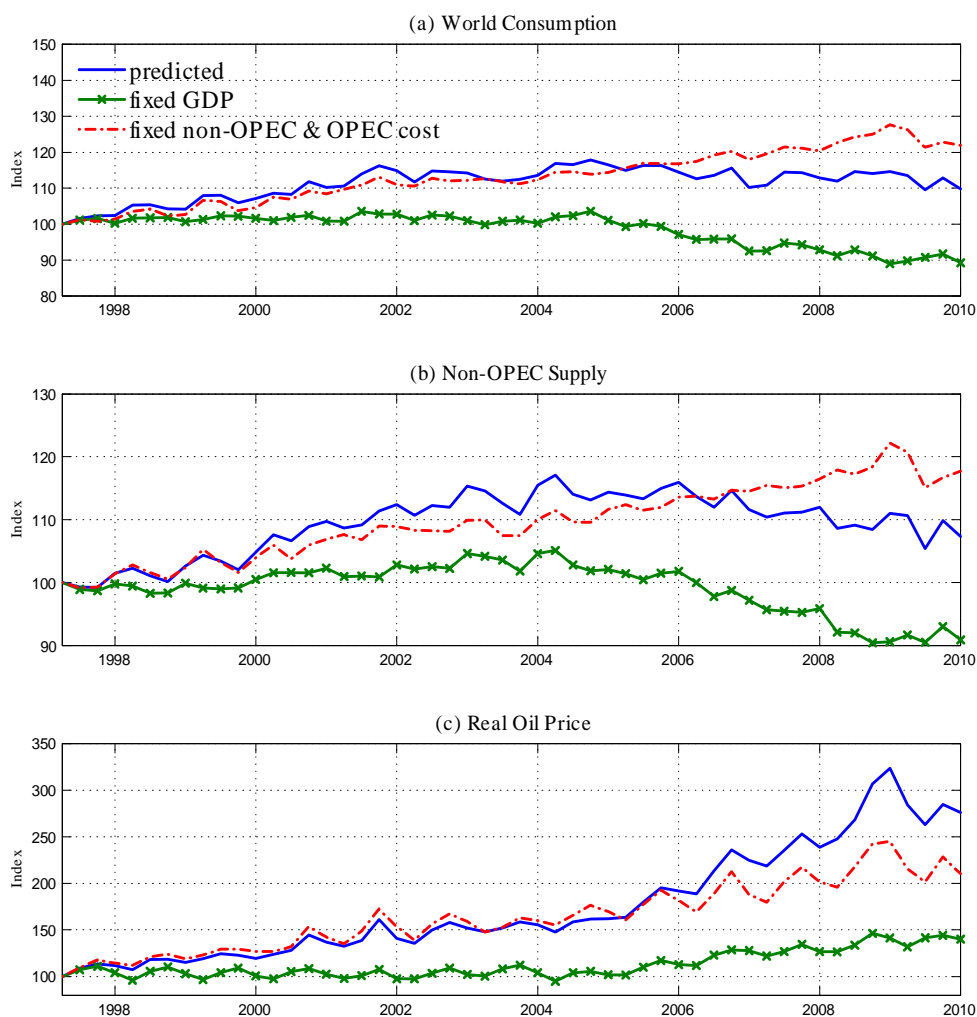 (a) World Consumption
150
140
130
120
110
100
90
80
Index
predicted
fixed GDP
fixed non-OPEC & OPEC cost
1998 2000 2002 2004 2006 2008 2010
(b) Non-OPEC Supply
130
120
110
100
90
Index
1998 2000 2002 2004 2006 2008 2010
(c) Real Oil Price
350
300
250
200
150
100
Index
1998 2000 2002 2004 2006 2008 2010